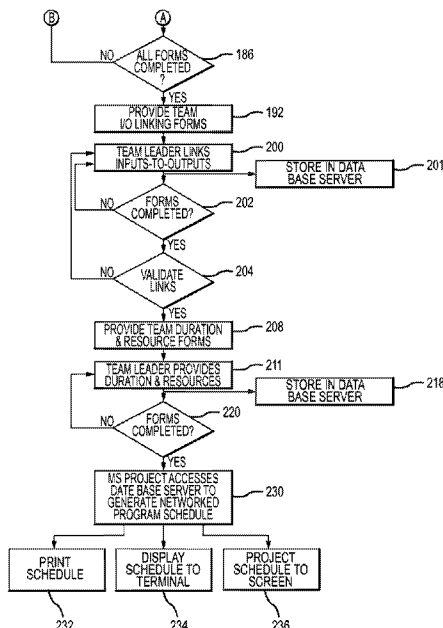 B
A
NO
ALL FORMS
COMPLETED
?
186
YES
PROVIDE TEAM
I/O LINKING FORMS
192
TEAM LEADER LINKS
INPUTS-TO-OUTPUTS
200
STORE IN DATA
BASE SERVER
201
NO
FORMS
COMPLETED?
202
YES
NO
VALIDATE
LINKS
204
YES
PROVIDE TEAM DURATION
& RESOURCE FORMS
208
TEAM LEADER PROVIDES
DURATION & RESOURCES
211
STORE IN DATA
BASE SERVER
218
NO
FORMS
COMPLETED?
220
YES
MS PROJECT ACCESSES
DATE BASE SERVER TO
GENERATE NETWORKED
PROGRAM SCHEDULE
230
PRINT
SCHEDULE
DISPLAY
SCHEDULE TO
TERMINAL
PROJECT
SCHEDULE TO
SCREEN
232
234
236